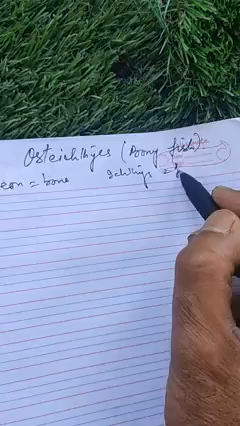 Osteichthyes (Bony fish)
eon = bone ichthys =